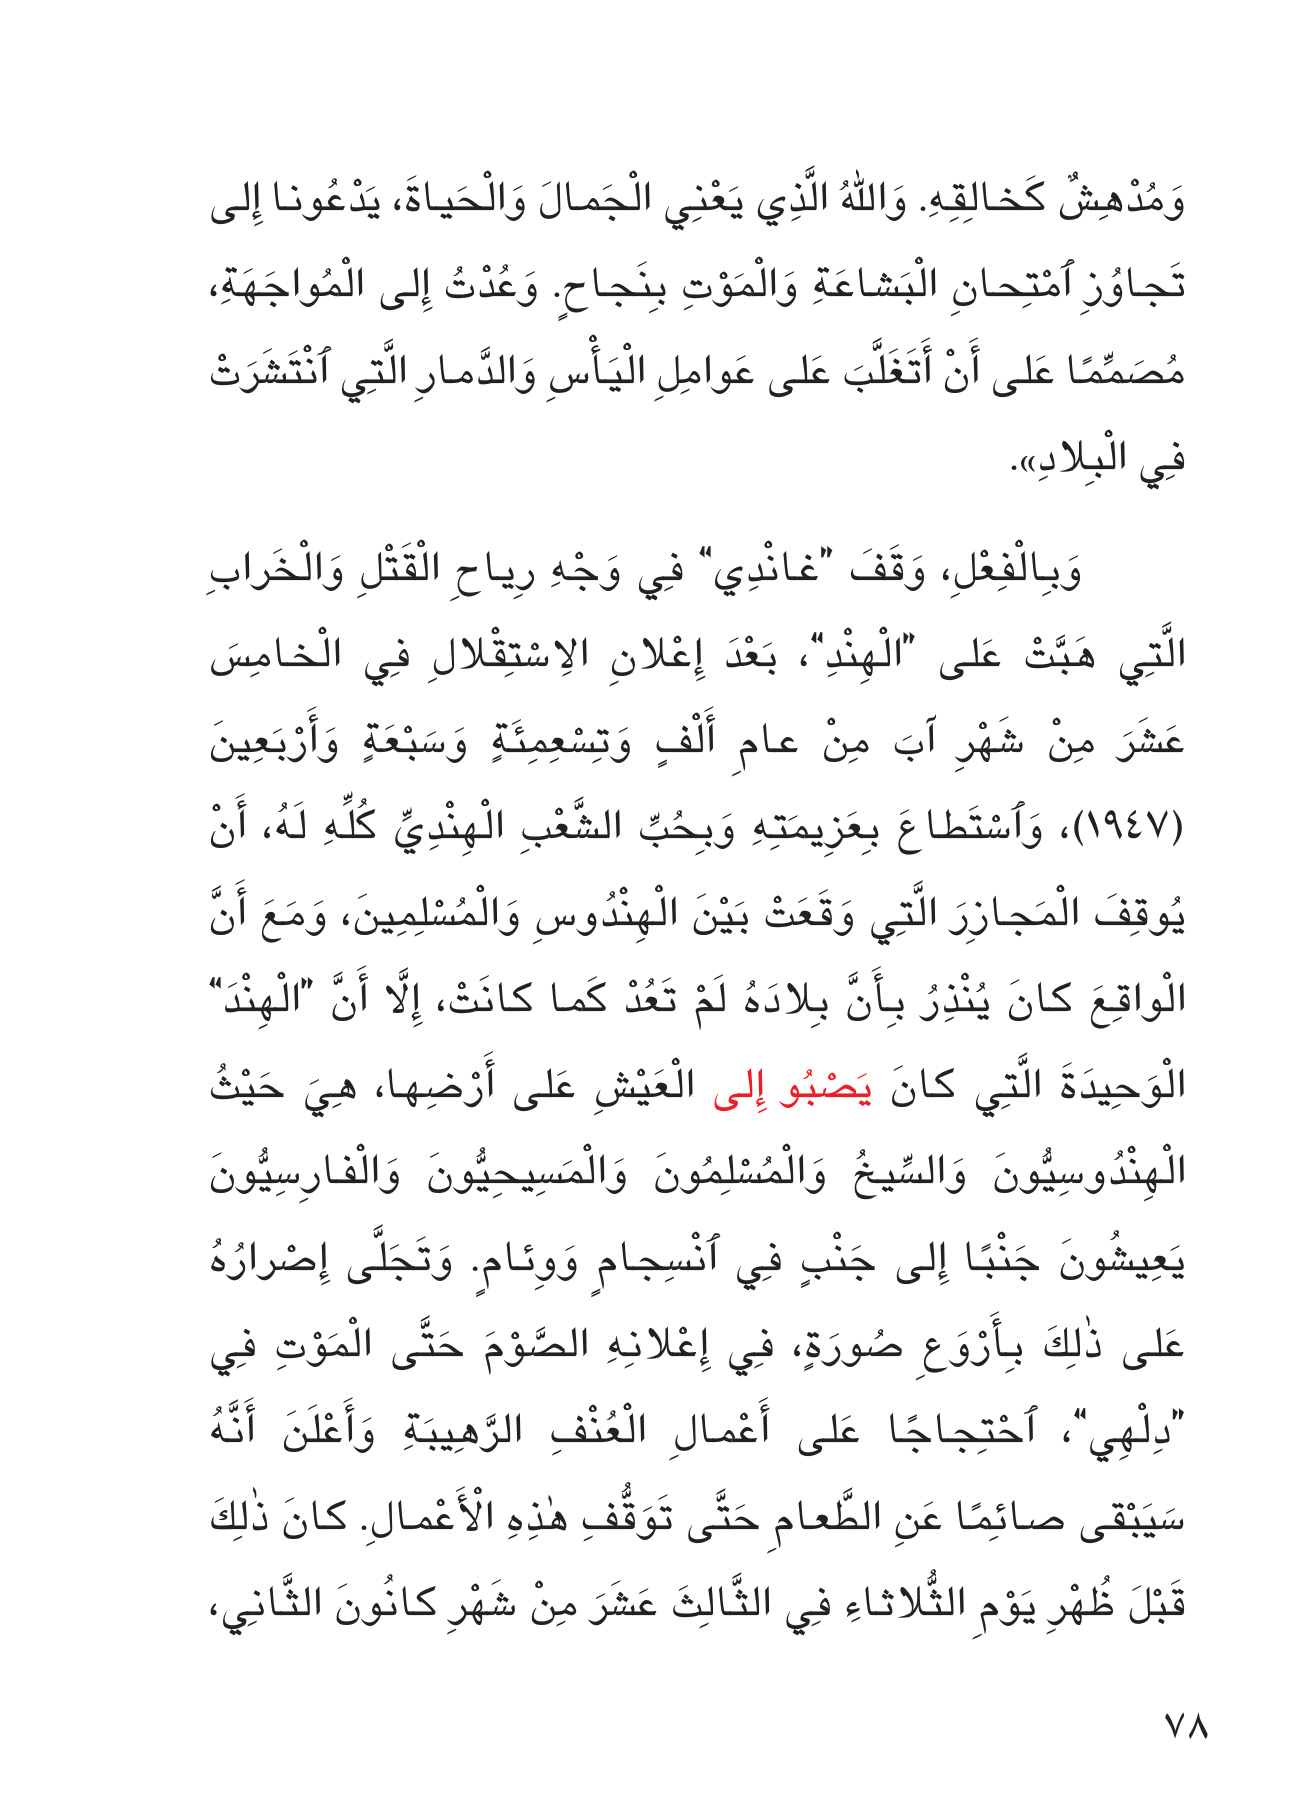 وَمُدْهِشٌ كَخالِقِهِ. وَاللهُ الَّذِي يَعْنِي الْجَمالَ وَالْحَياةَ، يَدْعُونا إِلى
تَجاوُزِ ٱمْتِحانِ الْبَشاعَةِ وَالْمَوْتِ بِنَجاحٍ. وَعُدْتُ إِلى الْمُواجَهَةِ،
مُصَمِّمًا عَلى أَنْ أَتَغَلَّبَ عَلى عَوامِلِ الْيَأْسِ وَالدَّمارِ الَّتِي ٱنْتَشَرَتْ
فِي الْبِلادِ».
وَبِالْفِعْلِ، وَقَفَ "غانْدِي" فِي وَجْهِ رِياحِ الْقَتْلِ وَالْخَرابِ
الَّتِي هَبَّتْ عَلى "الْهِنْدِ"، بَعْدَ إِعْلانِ الاِسْتِقْلالِ فِي الْخامِسَ
عَشَرَ مِنْ شَهْرِ آبَ مِنْ عامِ أَلْفٍ وَتِسْعِمِئَةٍ وَسَبْعَةٍ وَأَرْبَعِينَ
(١٩٤٧)، وَٱسْتَطاعَ بِعَزِيمَتِهِ وَبِحُبِّ الشَّعْبِ الْهِنْدِيِّ كُلِّهِ لَهُ، أَنْ
يُوقِفَ الْمَجازِرَ الَّتِي وَقَعَتْ بَيْنَ الْهِنْدُوسِ وَالْمُسْلِمِينَ، وَمَعَ أَنَّ
الْواقِعَ كانَ يُنْذِرُ بِأَنَّ بِلادَهُ لَمْ تَعُدْ كَما كانَتْ، إِلَّا أَنَّ "الْهِنْدَ"
الْوَحِيدَةَ الَّتِي كانَ يَصْبُو إِلى الْعَيْشِ عَلى أَرْضِها، هِيَ حَيْثُ
الْهِنْدُوسِيُّونَ وَالسِّيخُ وَالْمُسْلِمُونَ وَالْمَسِيحِيُّونَ وَالْفارِسِيُّونَ
يَعِيشُونَ جَنْبًا إِلى جَنْبٍ فِي ٱنْسِجامٍ وَوِئامٍ. وَتَجَلَّى إِصْرارُهُ
عَلى ذٰلِكَ بِأَرْوَعِ صُورَةٍ، فِي إِعْلانِهِ الصَّوْمَ حَتَّى الْمَوْتِ فِي
"دِلْهِي"، ٱحْتِجاجًا عَلى أَعْمالِ الْعُنْفِ الرَّهِيبَةِ وَأَعْلَنَ أَنَّهُ
سَيَبْقى صائِمًا عَنِ الطَّعامِ حَتَّى تَوَقُّفِ هٰذِهِ الْأَعْمالِ. كانَ ذٰلِكَ
قَبْلَ ظُهْرِ يَوْمِ الثُّلاثاءِ فِي الثَّالِثَ عَشَرَ مِنْ شَهْرِ كانُونَ الثَّانِي،
٧٨